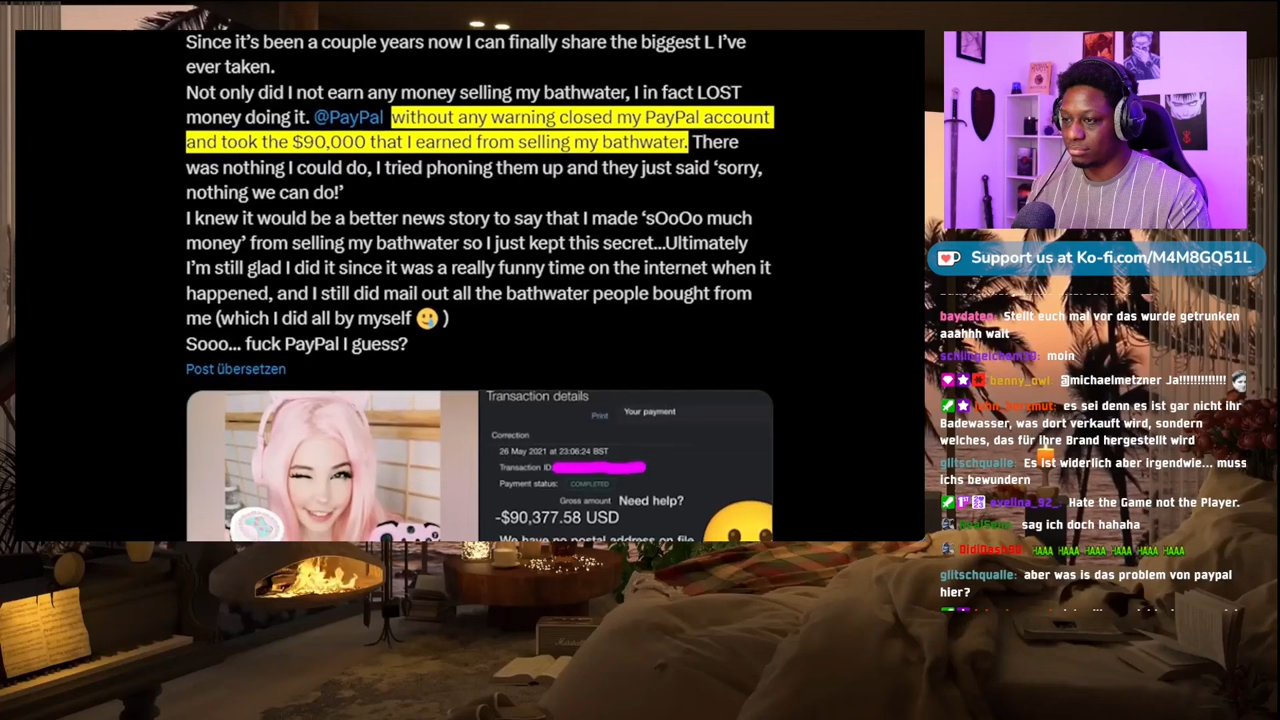 Since it's been a couple years now I can finally share the biggest L I've
ever taken.
Not only did I not earn any money selling my bathwater, I in fact LOST
money doing it. @PayPal without any warning closed my PayPal account
and took the $90,000 that I earned from selling my bathwater. There
was nothing I could do, I tried phoning them up and they just said 'sorry,
nothing we can do!'
I knew it would be a better news story to say that I made 'sOoOo much
money' from selling my bathwater so I just kept this secret...Ultimately
I'm still glad I did it since it was a really funny time on the internet when it
happened, and I still did mail out all the bathwater people bought from
me (which I did all by myself 🥲 )
Sooo... fuck PayPal I guess?
Post übersetzen
Transaction details
Print
Your payment
Correction
26 May 2021 at 23:06:24 BST
Transaction ID:
Payment status: COMPLETED
Gross amount
Need help?
-$90,377.58 USD
We have no postal address on file
Support us at Ko-fi.com/M4M8GQ51L
baydaten: Stellt euch mal vor das wurde getrunken
aaahhh wait
moin
benny_owl: @michaelmetzner Ja!!!!!!!!!!!!!
es sei denn es ist gar nicht ihr
Badewasser, was dort verkauft wird, sondern
welches, das für ihre Brand hergestellt wird
glitschqualle: Es ist widerlich aber irgendwie... muss
ichs bewundern
evelina_92_: Hate the Game not the Player.
sag ich doch hahaha
HAAA HAAA HAAA HAAA HAAA HAAA
glitschqualle: aber was is das problem von paypal
hier?
Marshall